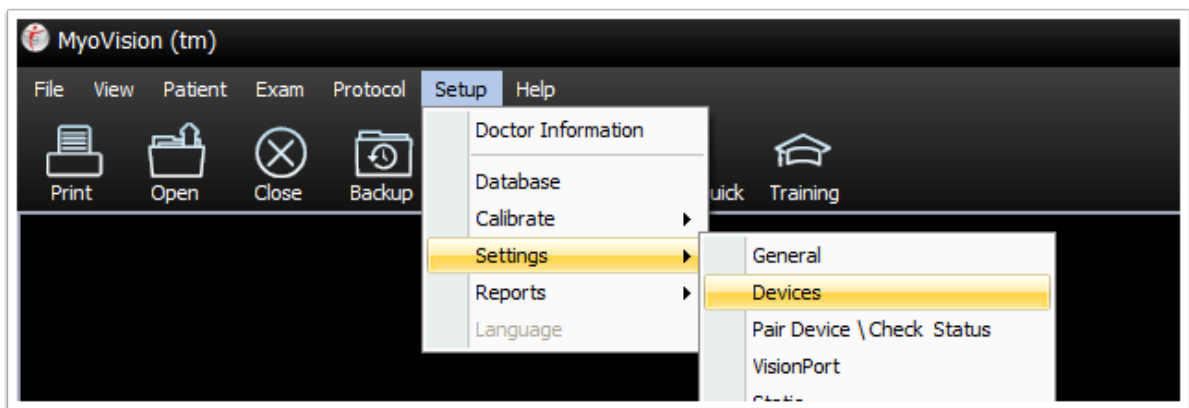 MyoVision (tm)
File View Patient Exam Protocol Setup Help
Print Open Close Backup uick Training
Doctor Information
Database
Calibrate
Settings
Reports
Language
General
Devices
Pair Device \ Check Status
VisionPort